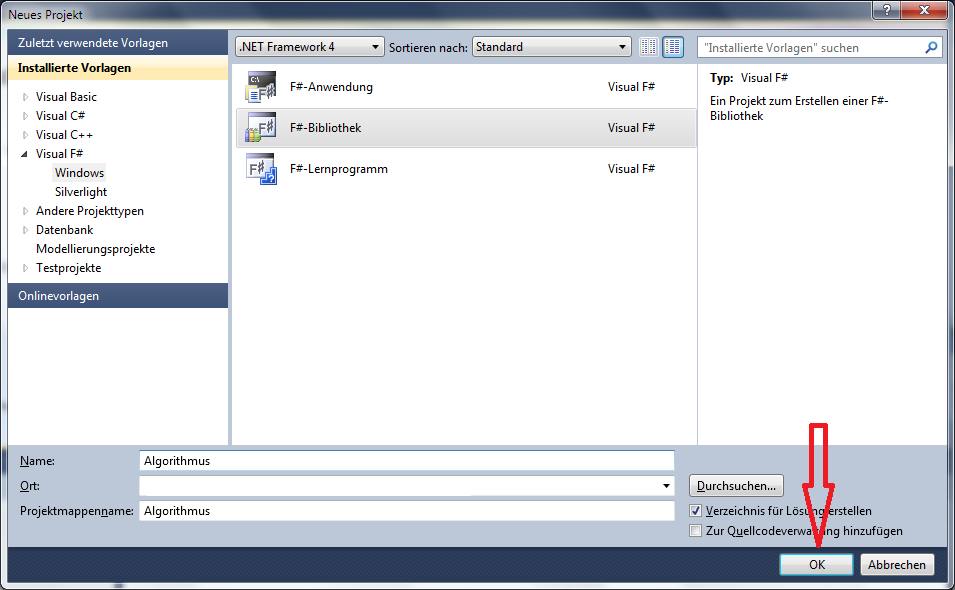 Neues Projekt
Zuletzt verwendete Vorlagen
Installierte Vorlagen
Visual Basic
Visual C#
Visual C++
Visual F#
Windows
Silverlight
Andere Projekttypen
Datenbank
Modellierungsprojekte
Testprojekte
Onlinevorlagen
.NET Framework 4 Sortieren nach: Standard
F#-Anwendung Visual F#
F#-Bibliothek Visual F#
F#-Lernprogramm Visual F#
"Installierte Vorlagen" suchen
Typ: Visual F#
Ein Projekt zum Erstellen einer F#-
Bibliothek
Name: Algorithmus
Ort:
Durchsuchen...
Projektmappenname: Algorithmus
Verzeichnis für Lösung erstellen
Zur Quellcodeverwaltung hinzufügen
OK Abbrechen